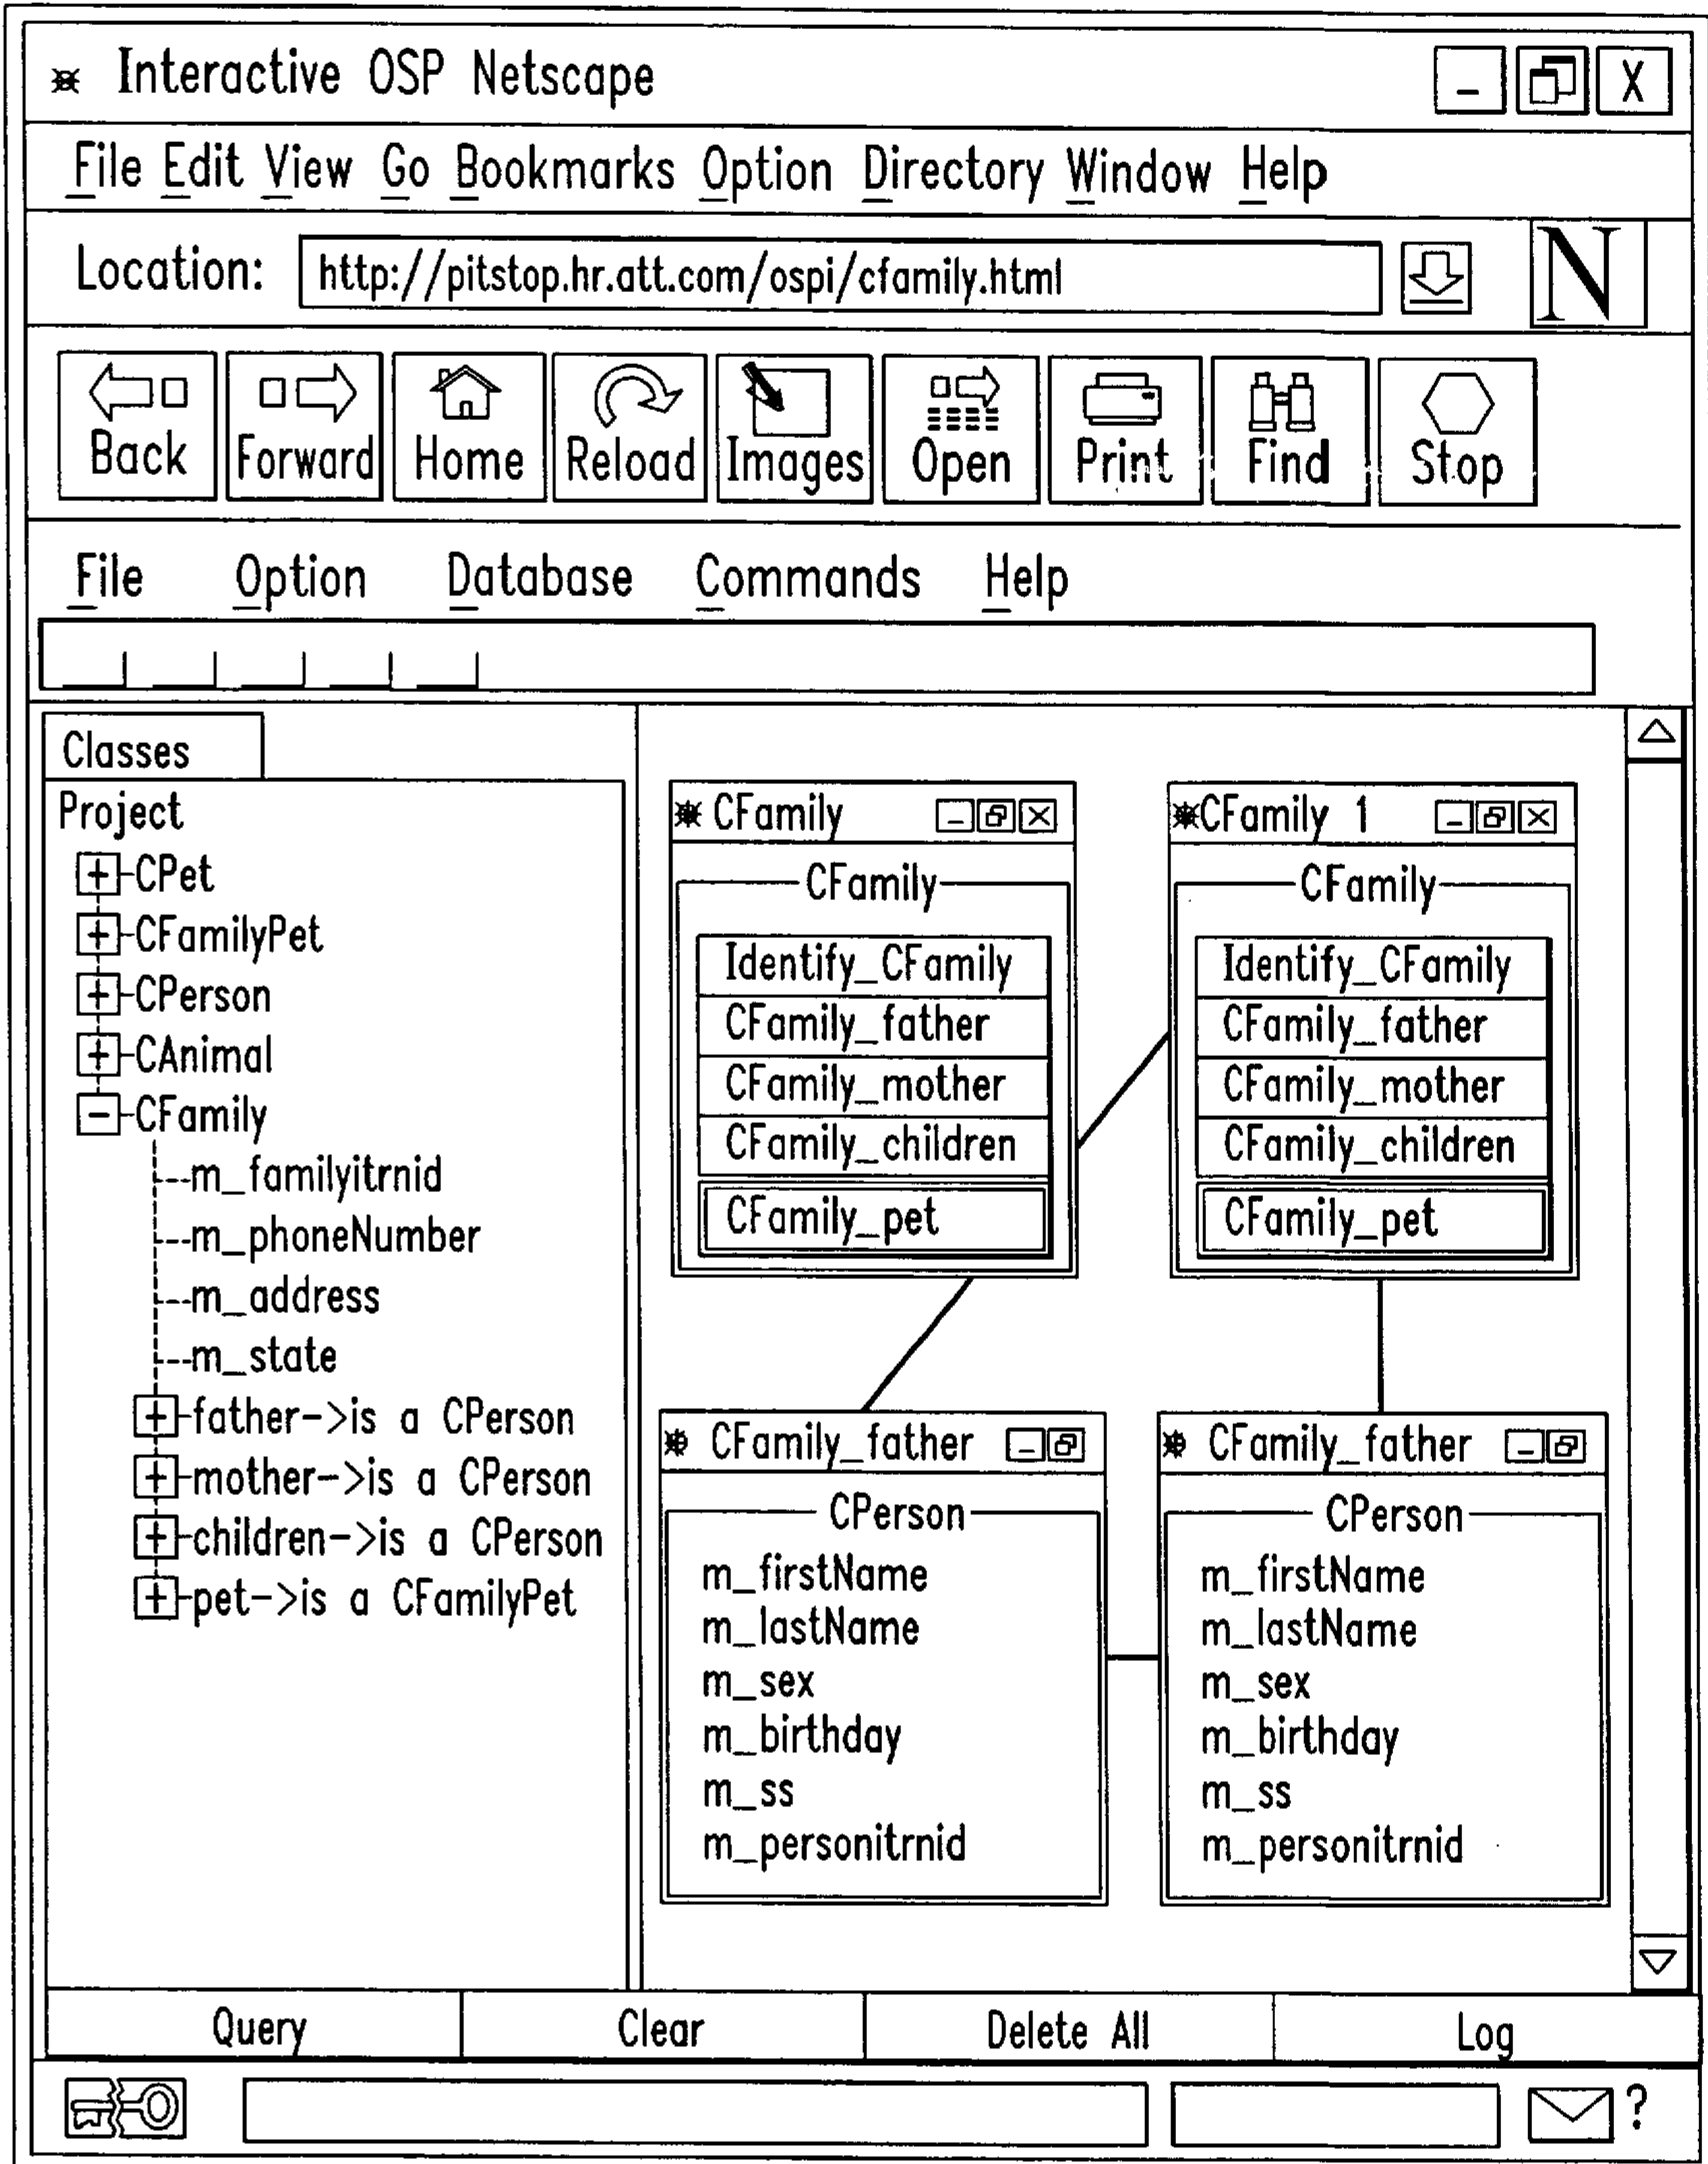 Interactive OSP Netscape
X
File Edit View Go Bookmarks Option Directory Window Help
Location: http://pitstop.hr.att.com/ospi/cfamily.html
N
Back Forward Home Reload Images Open Print Find Stop
File Option Database Commands Help
Classes
Project
CPet
CFamilyPet
CPerson
CAnimal
CFamily
m_familyitrnid
m_phoneNumber
m_address
m_state
father->is a CPerson
mother->is a CPerson
children->is a CPerson
pet->is a CFamilyPet
CFamily
CFamily
Identify_CFamily
CFamily_father
CFamily_mother
CFamily_children
CFamily_pet
CFamily 1
CFamily
Identify_CFamily
CFamily_father
CFamily_mother
CFamily_children
CFamily_pet
CFamily_father
CPerson
m_firstName
m_lastName
m_sex
m_birthday
m_ss
m_personitrnid
CFamily_father
CPerson
m_firstName
m_lastName
m_sex
m_birthday
m_ss
m_personitrnid
Query Clear Delete All Log
?